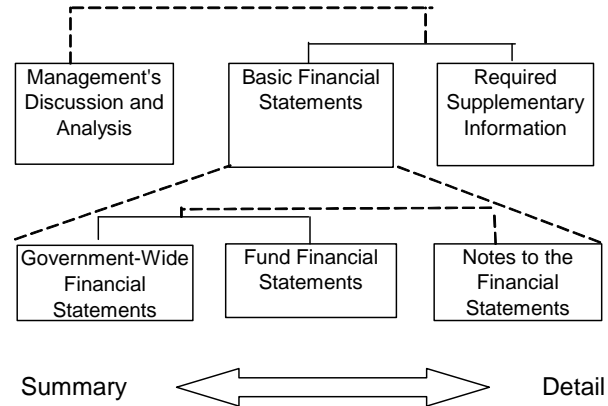 Management's
Discussion and
Analysis
Basic Financial
Statements
Required
Supplementary
Information
Government-Wide
Financial
Statements
Fund Financial
Statements
Notes to the
Financial
Statements
Summary
Detail